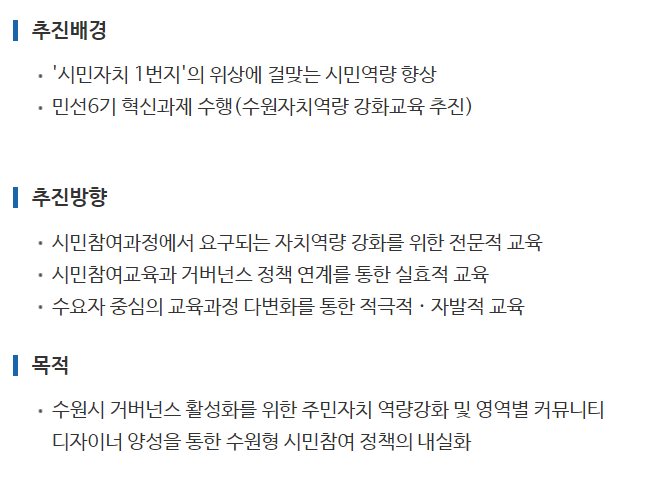 추진배경
'시민자치 1번지'의 위상에 걸맞는 시민역량 향상
민선6기 혁신과제 수행(수원자치역량 강화교육 추진)
추진방향
시민참여과정에서 요구되는 자치역량 강화를 위한 전문적 교육
시민참여교육과 거버넌스 정책 연계를 통한 실효적 교육
수요자 중심의 교육과정 다변화를 통한 적극적 · 자발적 교육
목적
수원시 거버넌스 활성화를 위한 주민자치 역량강화 및 영역별 커뮤니티
디자이너 양성을 통한 수원형 시민참여 정책의 내실화